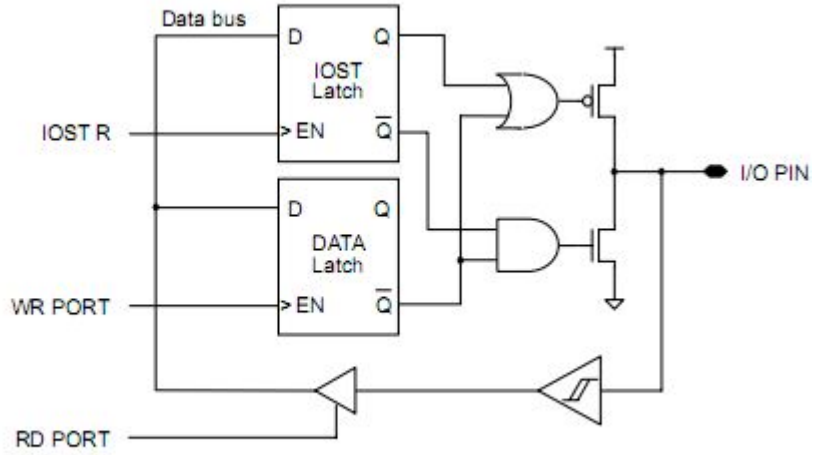 Data bus
D Q
IOST
Latch
IOST R
> EN Q̅
I/O PIN
D Q
DATA
Latch
WR PORT
> EN Q̅
RD PORT